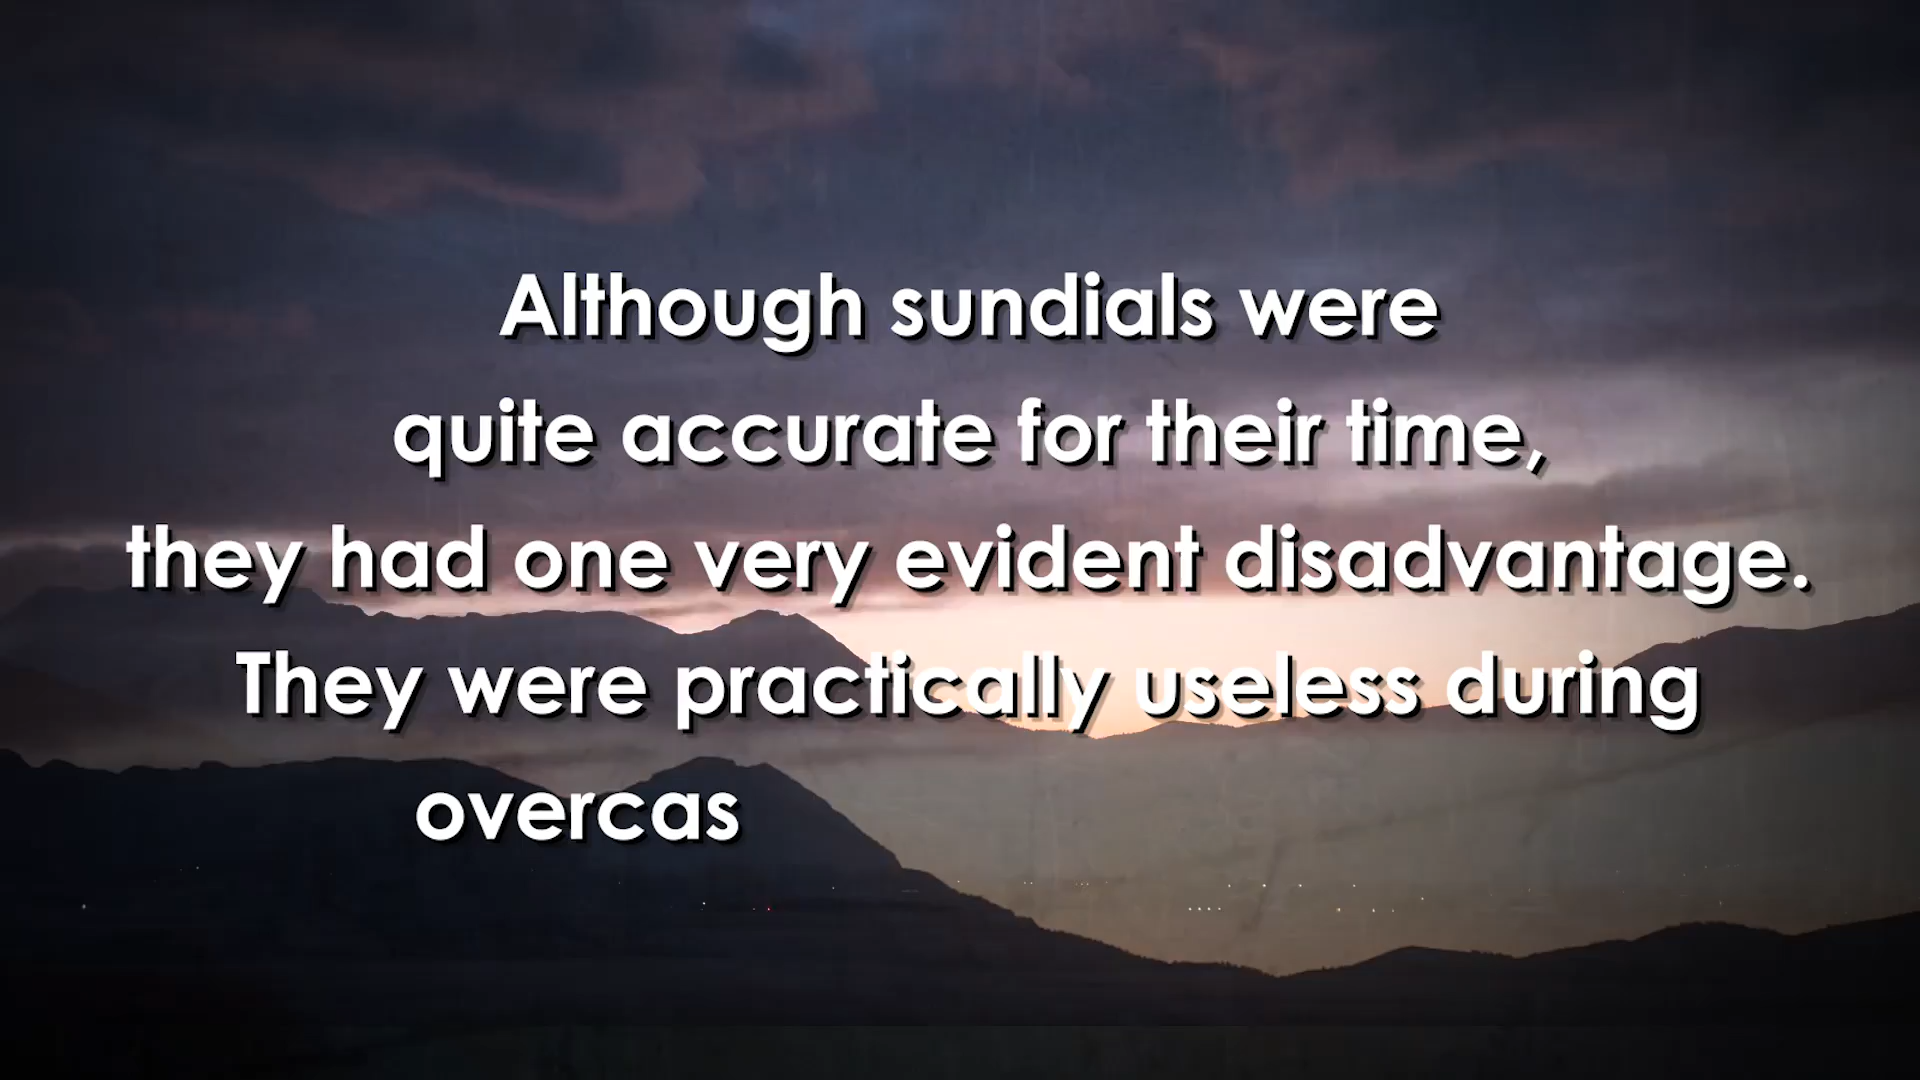 Although sundials were
quite accurate for their time,
they had one very evident disadvantage.
They were practically useless during
overcas